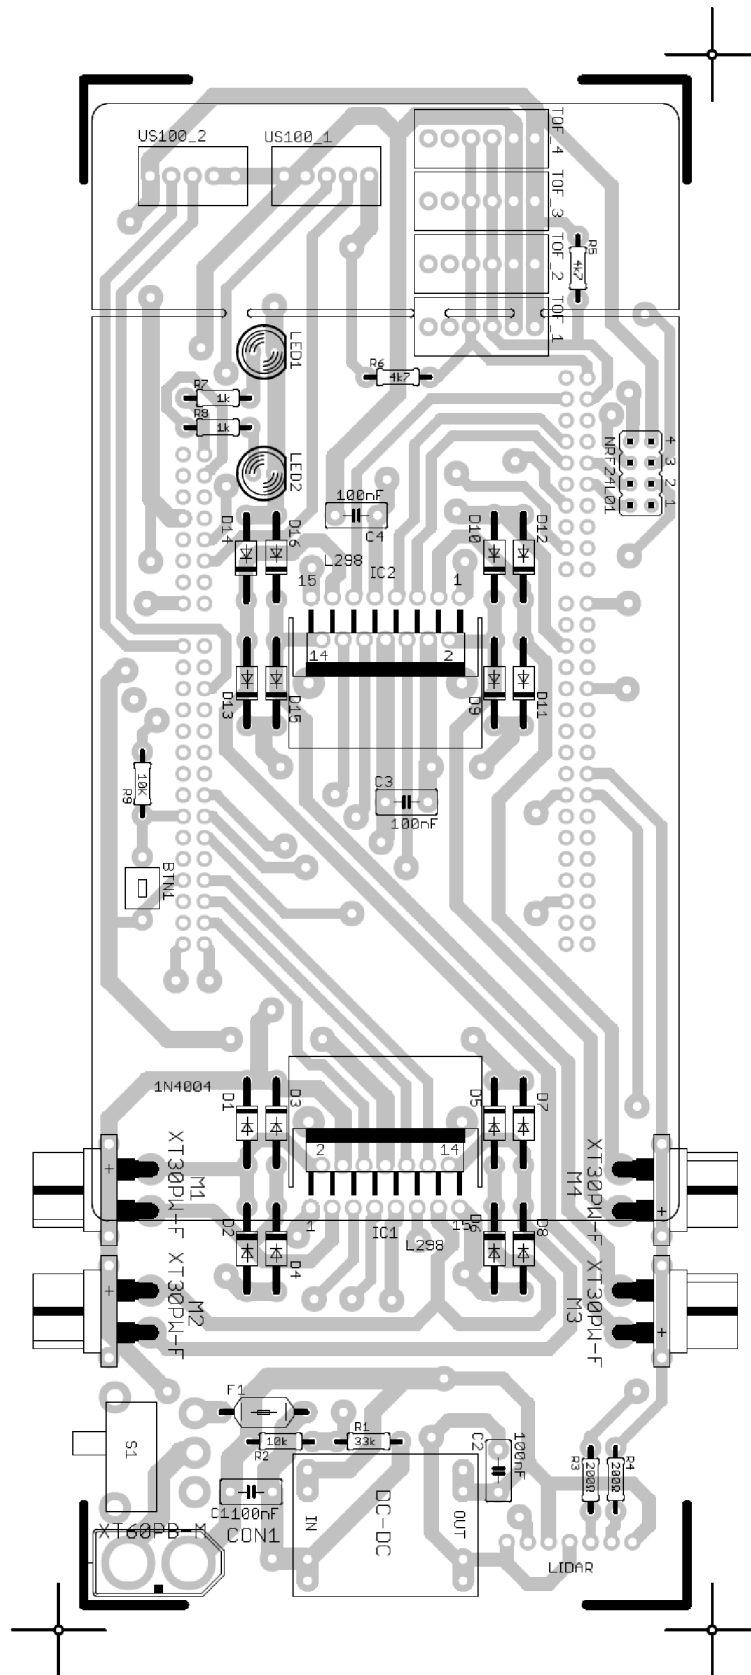 US100_2
US100_1
TOF_4
TOF_3
TOF_2
TOF_1
R5
4k7
LED1
R6
4k7
R7
1k
R8
1k
LED2
NRF24L01
4
3
2
1
100nF
C4
D14
D16
D10
D12
L298
IC2
15
1
14
2
D13
D15
D9
D11
C3
100nF
R9
10K
BTN1
1N4004
D1
D3
D5
D7
2
14
XT30PW-F
M1
XT30PW-F
M4
+
+
1
15
IC1
L298
D2
D4
D6
D8
XT30PW-F
M2
XT30PW-F
M3
+
+
F1
R1
33k
10k
R2
S1
C2
100nF
R3
200Ω
R4
200Ω
C1
100nF
IN
DC-DC
OUT
XT60PB-M
CON1
LIDAR